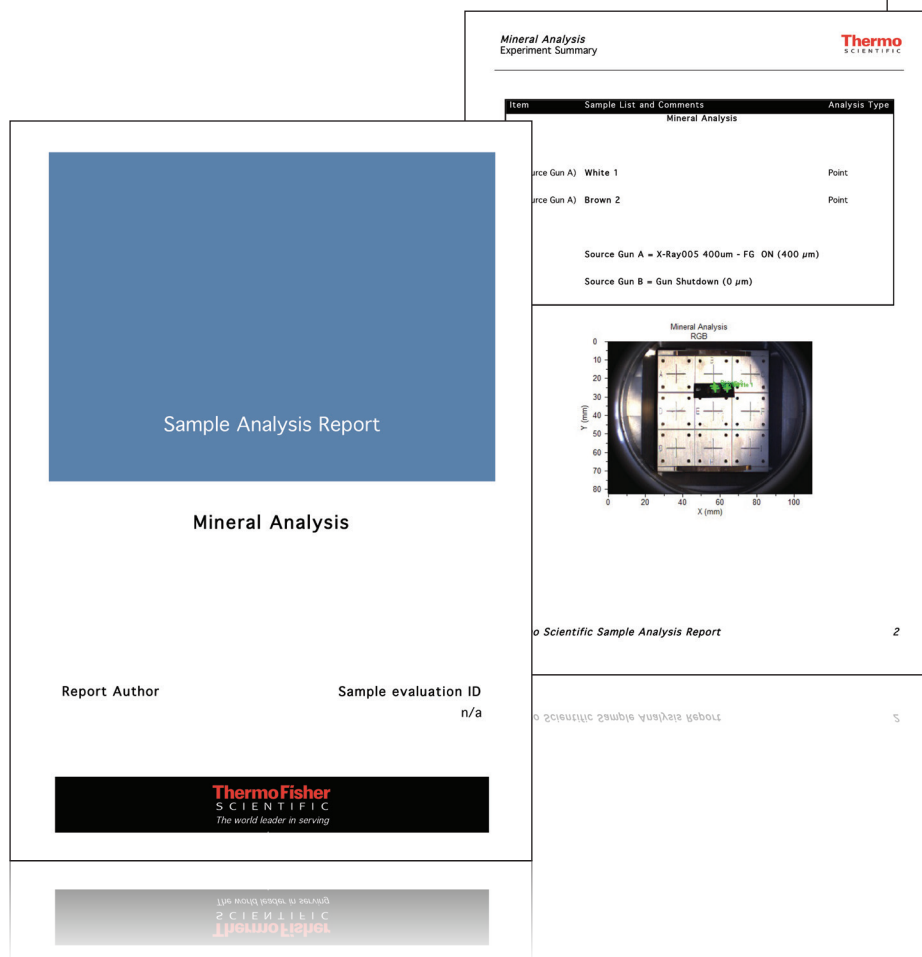 Mineral Analysis
Experiment Summary
Thermo
SCIENTIFIC
Item Sample List and Comments Analysis Type
Mineral Analysis
urce Gun A) White 1 Point
urce Gun A) Brown 2 Point
Source Gun A = X-Ray005 400um - FG ON (400 µm)
Source Gun B = Gun Shutdown (0 µm)
Mineral Analysis
RGB
0
10
20
30
40
50
60
70
80
Y (mm)
0 20 40 60 80 100
X (mm)
o Scientific Sample Analysis Report 2
Sample Analysis Report
Mineral Analysis
Report Author Sample evaluation ID
n/a
ThermoFisher
SCIENTIFIC
The world leader in serving